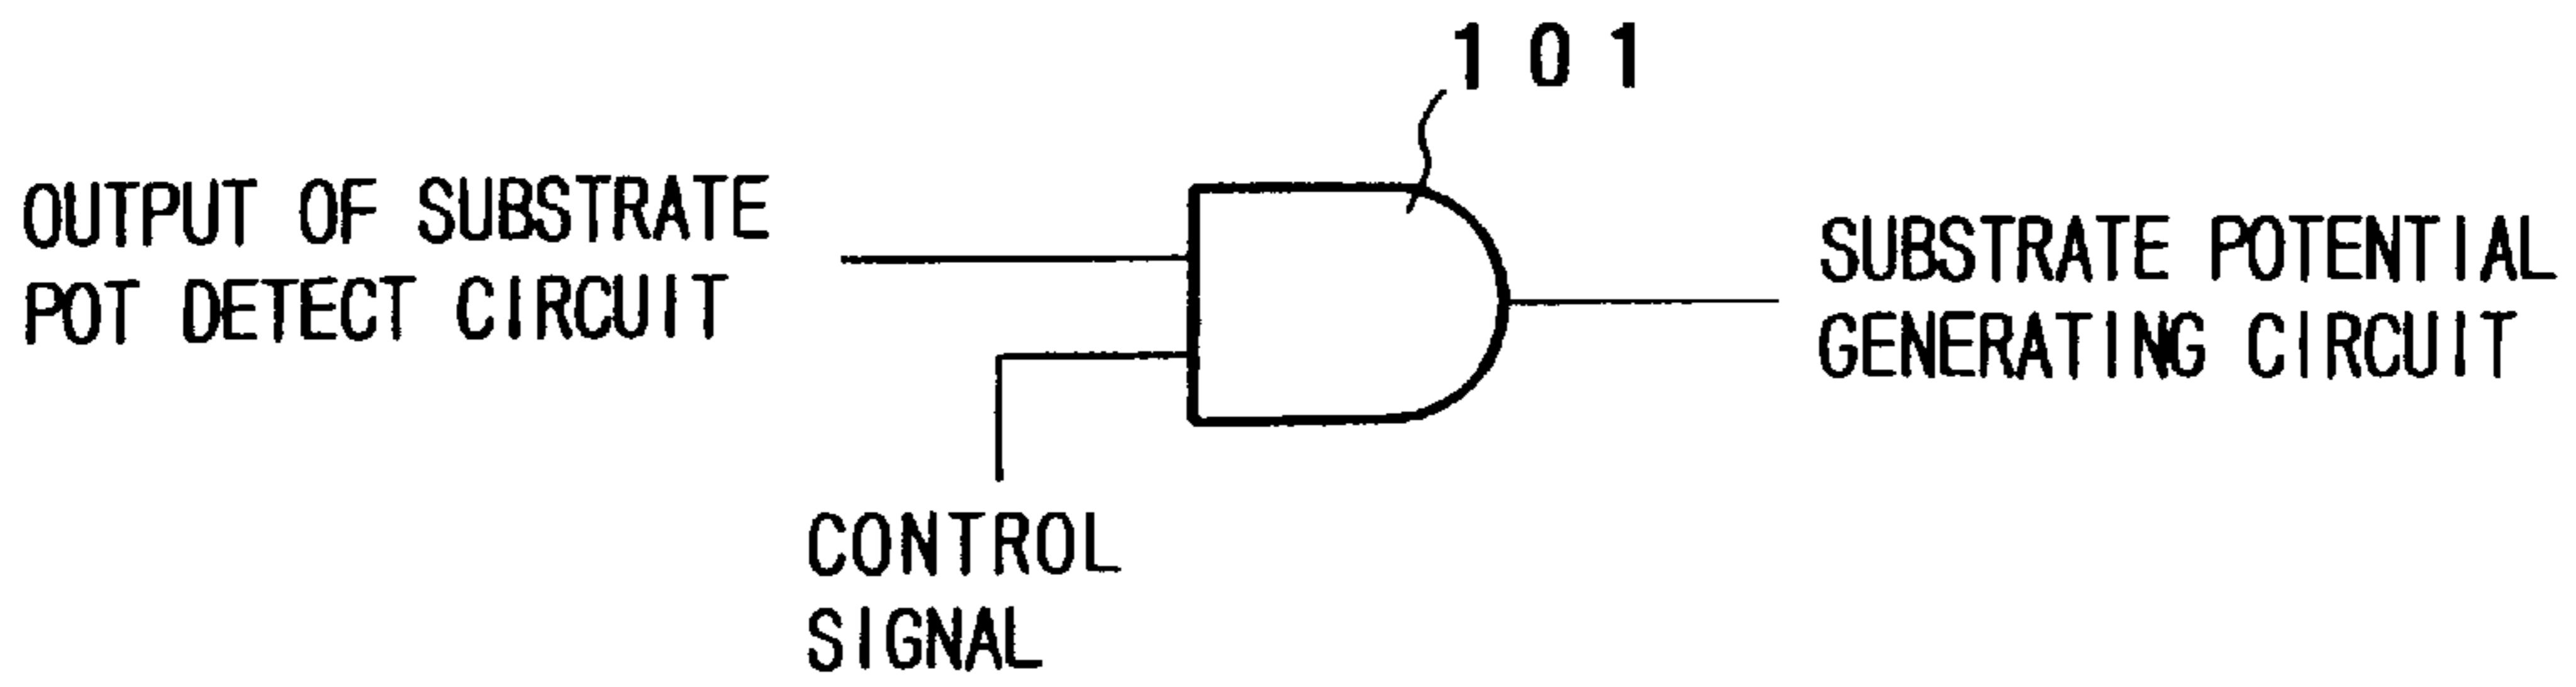 101
OUTPUT OF SUBSTRATE
POT DETECT CIRCUIT
SUBSTRATE POTENTIAL
GENERATING CIRCUIT
CONTROL
SIGNAL